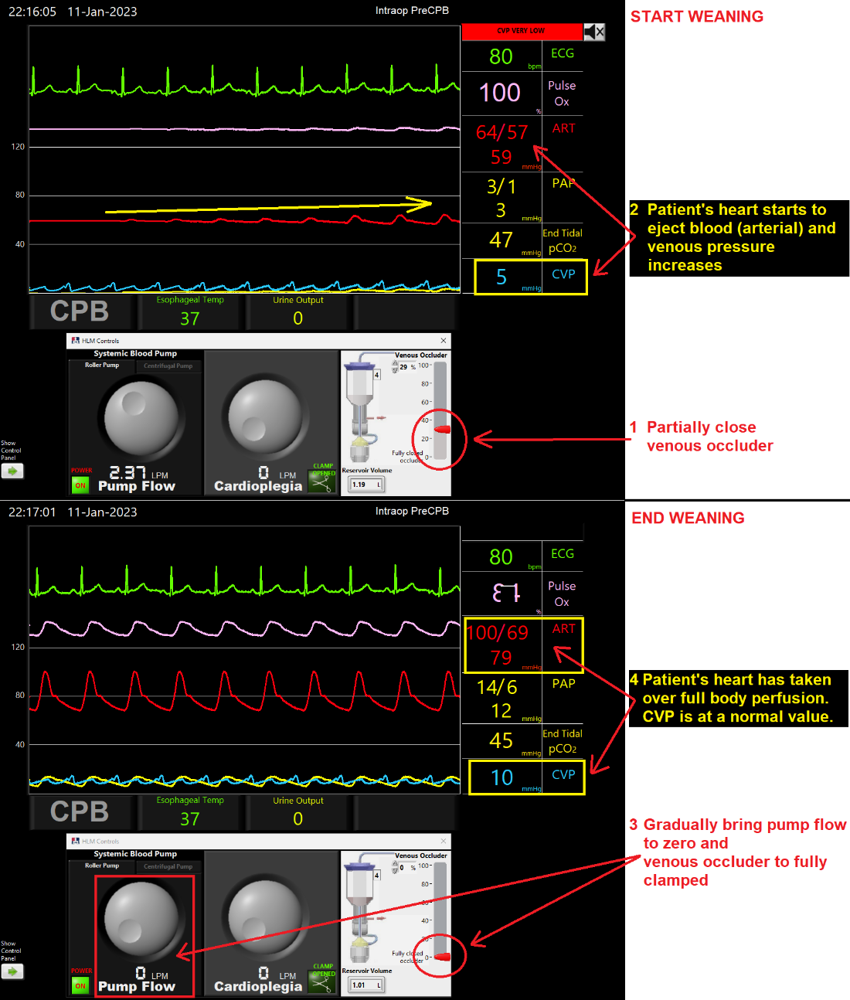 22:16:05 11-Jan-2023
Intraop PreCPB
START WEANING
CVP VERY LOW
80 bpm ECG
100 % Pulse Ox
64/57
59 mmHg ART
3/1
3 mmHg PAP
47 mmHg End Tidal pCO2
5 mmHg CVP
120
80
40
2 Patient's heart starts to
eject blood (arterial) and
venous pressure
increases
CPB
Esophageal Temp
37
Urine Output
0
HLM Controls
Systemic Blood Pump
Roller Pump Centrifugal Pump
Venous Occluder
29 %
4
100
80
60
40
20
0
Fully closed
occluder
Reservoir Volume
1.19 L
1 Partially close
venous occluder
Show
Control
Panel
POWER
ON
2.37 LPM
Pump Flow
0 LPM
Cardioplegia
CLAMP
OPENED
22:17:01 11-Jan-2023
Intraop PreCPB
END WEANING
80 bpm ECG
% Pulse Ox
100/69
79 mmHg ART
14/6
12 mmHg PAP
45 mmHg End Tidal pCO2
10 mmHg CVP
120
80
40
4 Patient's heart has taken
over full body perfusion.
CVP is at a normal value.
CPB
Esophageal Temp
37
Urine Output
0
3 Gradually bring pump flow
to zero and
venous occluder to fully
clamped
HLM Controls
Systemic Blood Pump
Roller Pump Centrifugal Pump
Venous Occluder
0 %
4
100
80
60
40
20
0
Fully closed
occluder
Reservoir Volume
1.01 L
Show
Control
Panel
POWER
ON
0 LPM
Pump Flow
0 LPM
Cardioplegia
CLAMP
OPENED